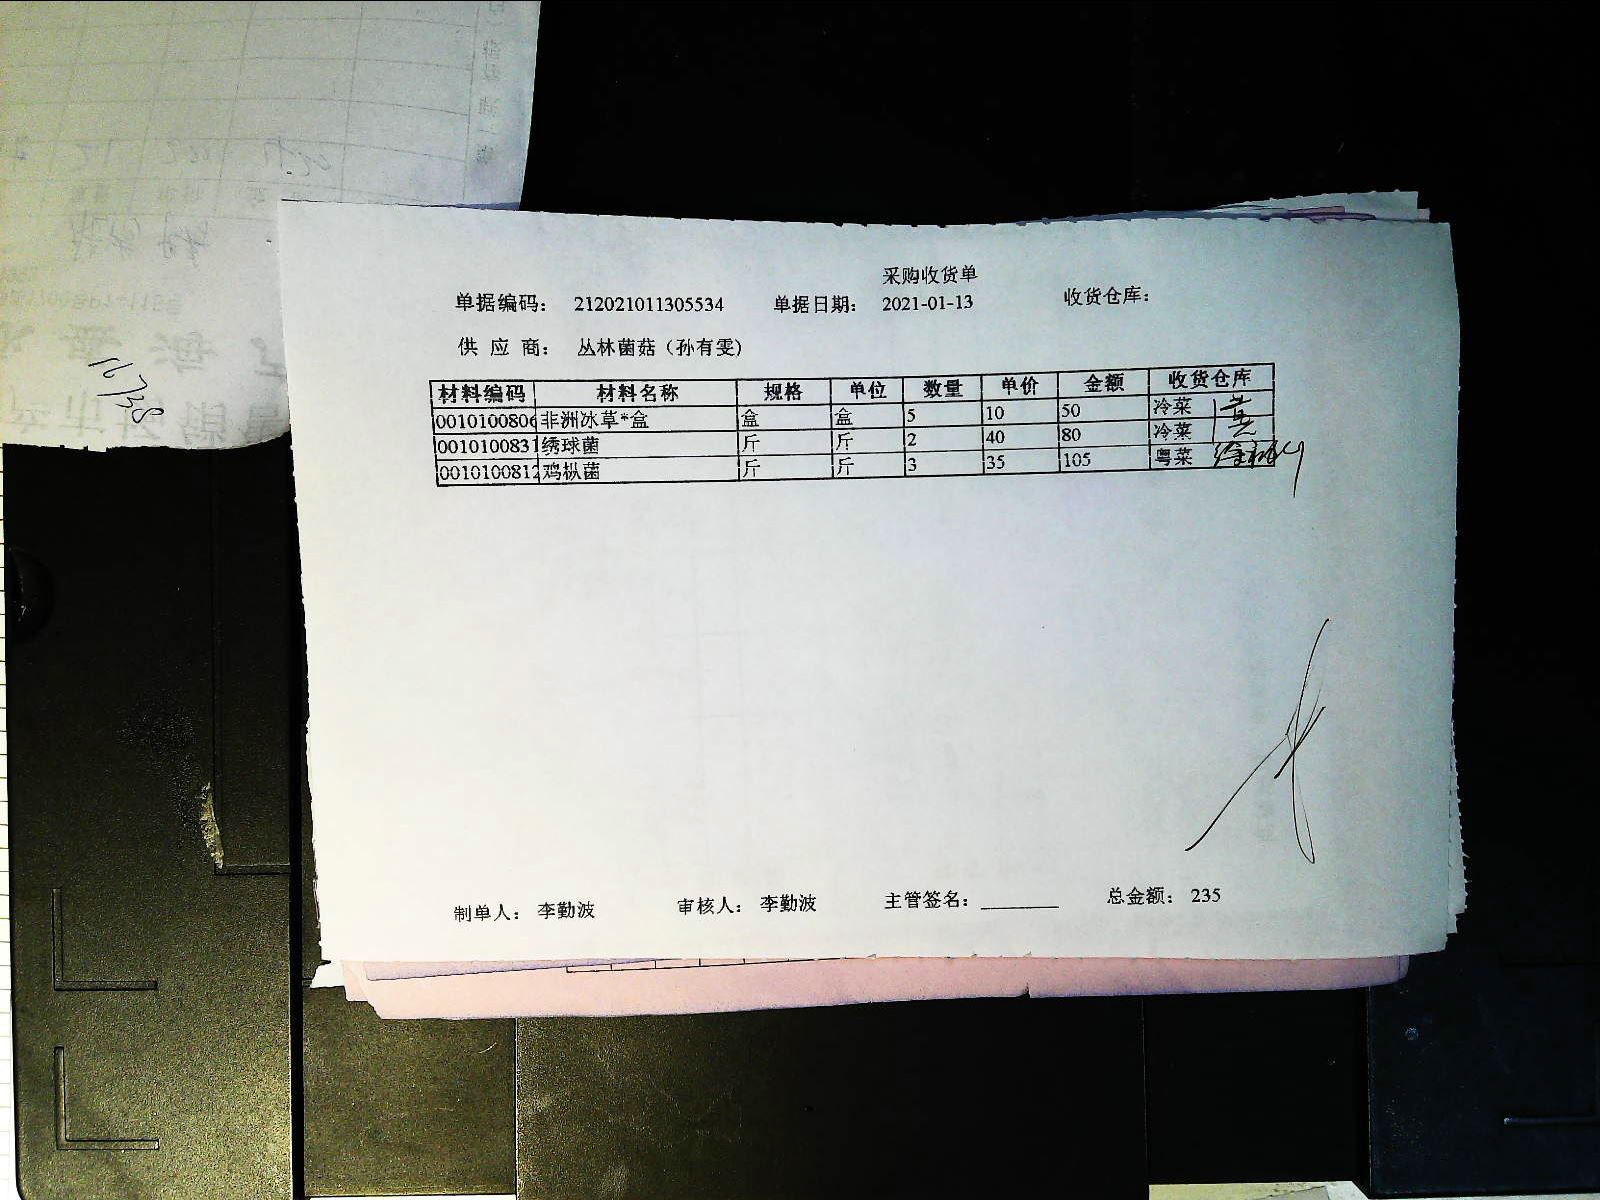 采购收货单
单据编码: 212021011305534 单据日期: 2021-01-13 收货仓库:
供 应 商: 丛林菌菇（孙有雯）
材料编码 材料名称 规格 单位 数量 单价 金额 收货仓库
0010100806 非洲冰草*盒 盒 盒 5 10 50 冷菜
0010100831 绣球菌 斤 斤 2 40 80 冷菜
0010100812 鸡枞菌 斤 斤 3 35 105 粤菜
制单人: 李勤波 审核人: 李勤波 主管签名: 总金额: 235